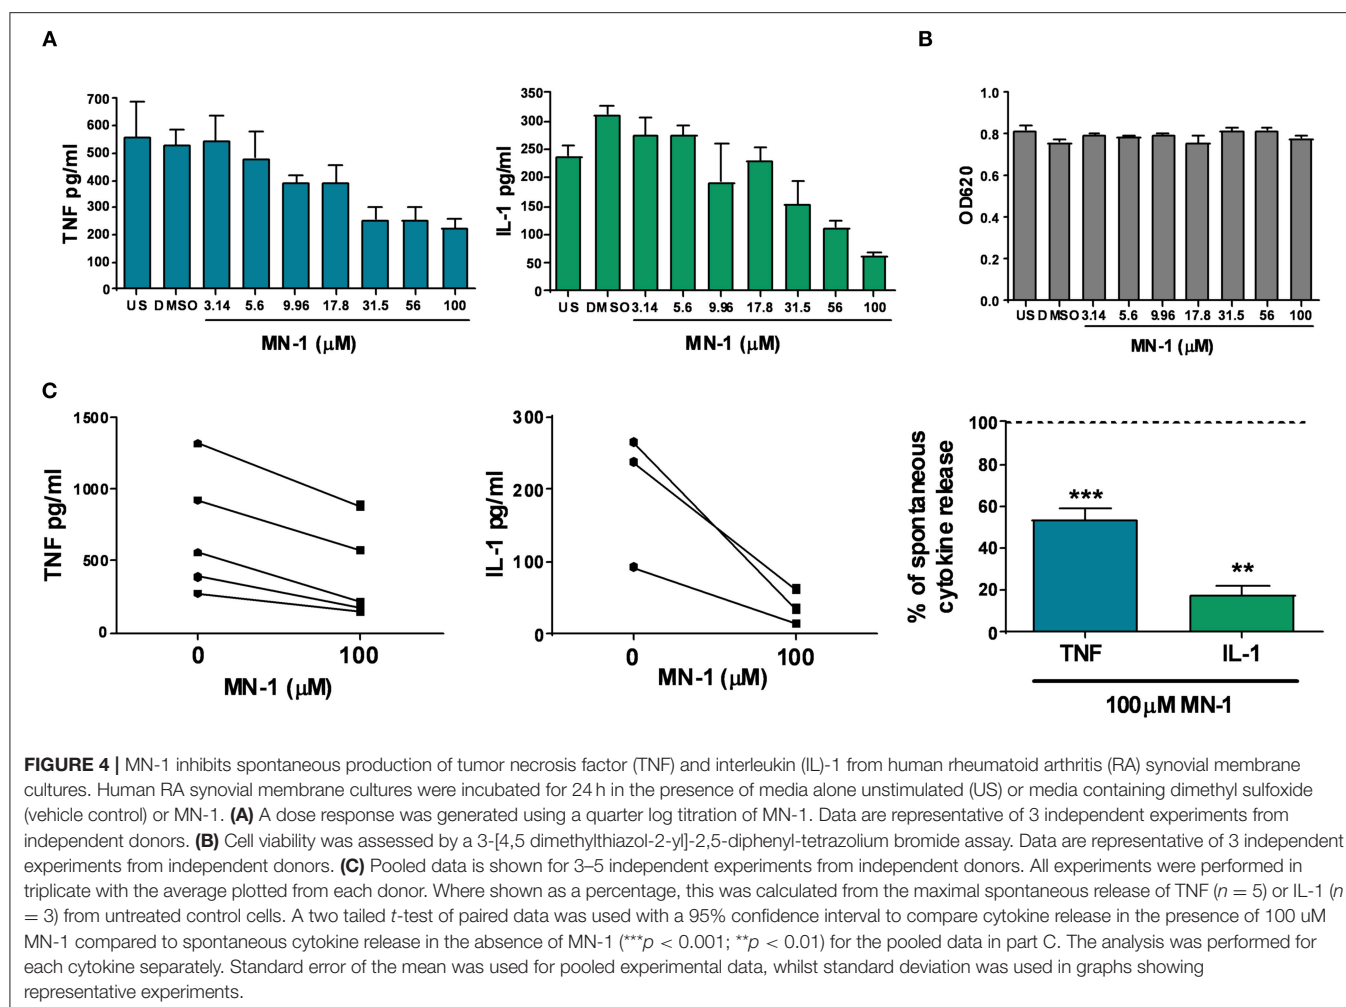 A
B
700
600
500
400
300
200
100
0
TNF pg/ml
US DMSO 3.14 5.6 9.96 17.8 31.5 56 100
MN-1 (μM)
350
300
250
200
150
100
50
0
IL-1 pg/ml
US DMSO 3.14 5.6 9.96 17.8 31.5 56 100
MN-1 (μM)
1.0
0.8
0.6
0.4
0.2
0.0
OD620
US DMSO 3.14 5.6 9.96 17.8 31.5 56 100
MN-1 (μM)
C
1500
1000
500
0
TNF pg/ml
0 100
MN-1 (μM)
300
200
100
0
IL-1 pg/ml
0 100
MN-1 (μM)
100
80
60
40
20
0
% of spontaneous
cytokine release
***
**
TNF IL-1
100μM MN-1
FIGURE 4 | MN-1 inhibits spontaneous production of tumor necrosis factor (TNF) and interleukin (IL)-1 from human rheumatoid arthritis (RA) synovial membrane
cultures. Human RA synovial membrane cultures were incubated for 24 h in the presence of media alone unstimulated (US) or media containing dimethyl sulfoxide
(vehicle control) or MN-1. (A) A dose response was generated using a quarter log titration of MN-1. Data are representative of 3 independent experiments from
independent donors. (B) Cell viability was assessed by a 3-[4,5 dimethylthiazol-2-yl]-2,5-diphenyl-tetrazolium bromide assay. Data are representative of 3 independent
experiments from independent donors. (C) Pooled data is shown for 3–5 independent experiments from independent donors. All experiments were performed in
triplicate with the average plotted from each donor. Where shown as a percentage, this was calculated from the maximal spontaneous release of TNF (n = 5) or IL-1 (n
= 3) from untreated control cells. A two tailed t-test of paired data was used with a 95% confidence interval to compare cytokine release in the presence of 100 uM
MN-1 compared to spontaneous cytokine release in the absence of MN-1 (***p < 0.001; **p < 0.01) for the pooled data in part C. The analysis was performed for
each cytokine separately. Standard error of the mean was used for pooled experimental data, whilst standard deviation was used in graphs showing
representative experiments.